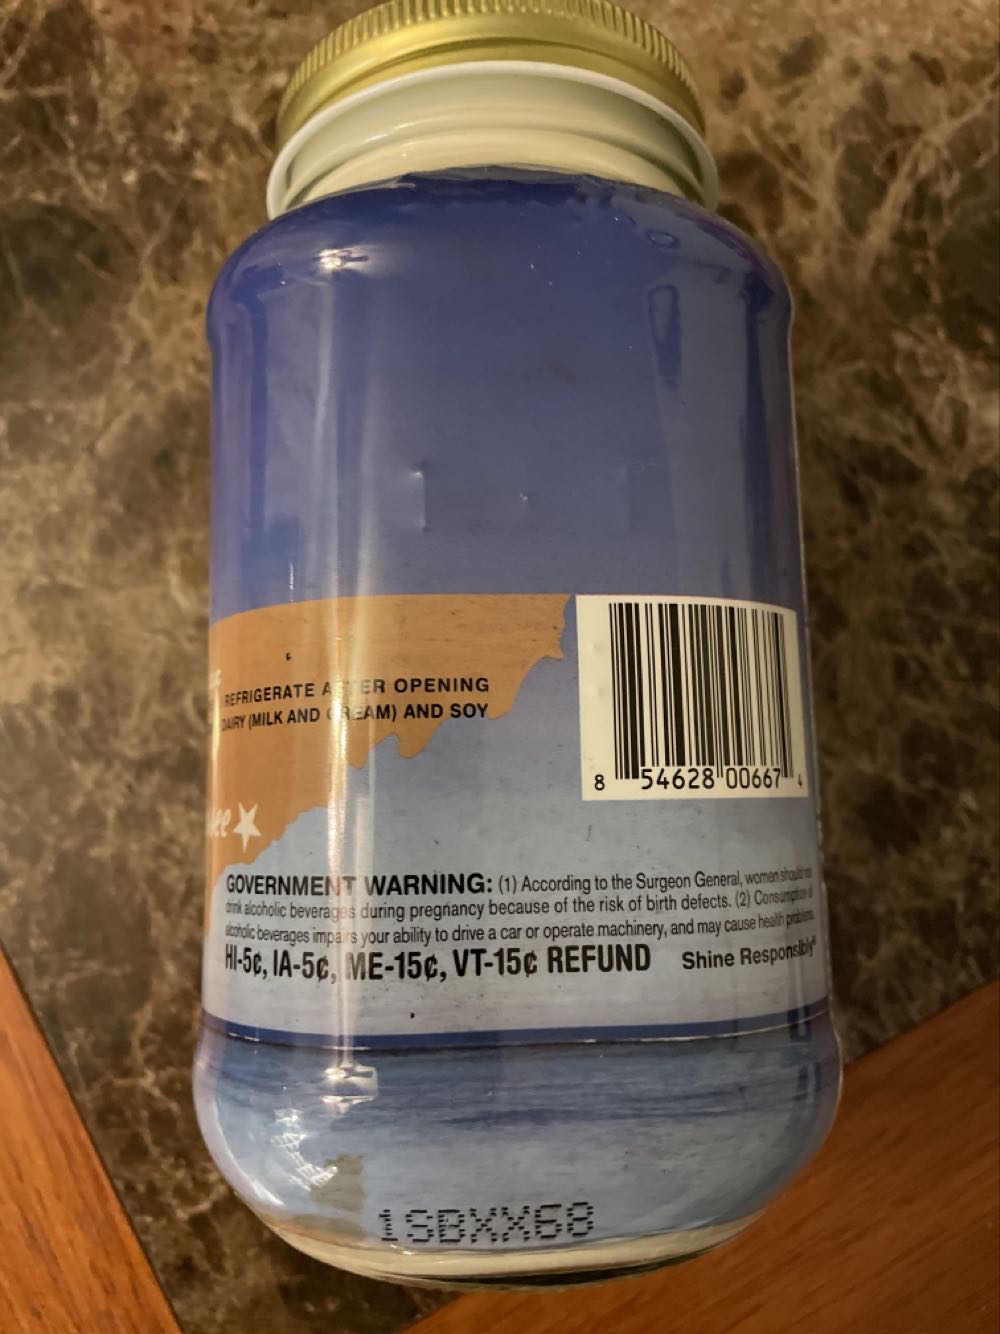 REFRIGERATE AFTER OPENING
DAIRY (MILK AND CREAM) AND SOY
8 54628 00667 4
GOVERNMENT WARNING: (1) According to the Surgeon General, women should not
drink alcoholic beverages during pregnancy because of the risk of birth defects. (2) Consumption of
alcoholic beverages impairs your ability to drive a car or operate machinery, and may cause health problems.
HI-5¢, IA-5¢, ME-15¢, VT-15¢ REFUND Shine Responsibly®
1SBXX68